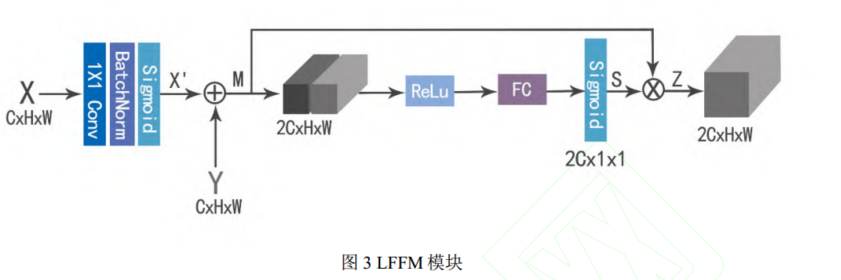 X
CxHxW
1X1 Conv
BatchNorm
Sigmoid
X'
M
Y
CxHxW
2CxHxW
ReLu
FC
Sigmoid
2Cx1x1
S
Z
2CxHxW
图 3 LFFM 模块